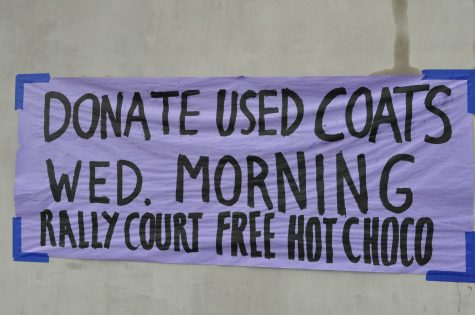 DONATE USED COATS
WED. MORNING
RALLY COURT FREE HOT CHOCO